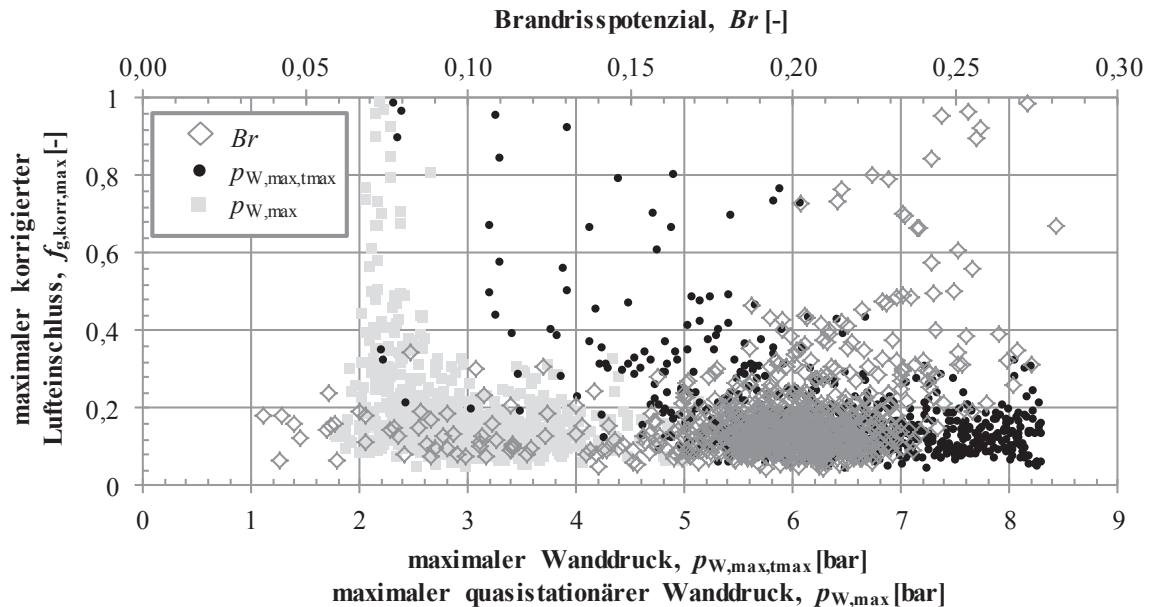 Brandrisspotenzial, Br [-]
0,00 0,05 0,10 0,15 0,20 0,25 0,30
maximaler korrigierter
Lufteinschluss, fg,korr,max [-]
1
0,8
0,6
0,4
0,2
0
Br
pW,max,tmax
pW,max
0 1 2 3 4 5 6 7 8 9
maximaler Wanddruck, pW,max,tmax [bar]
maximaler quasistationärer Wanddruck, pW,max [bar]